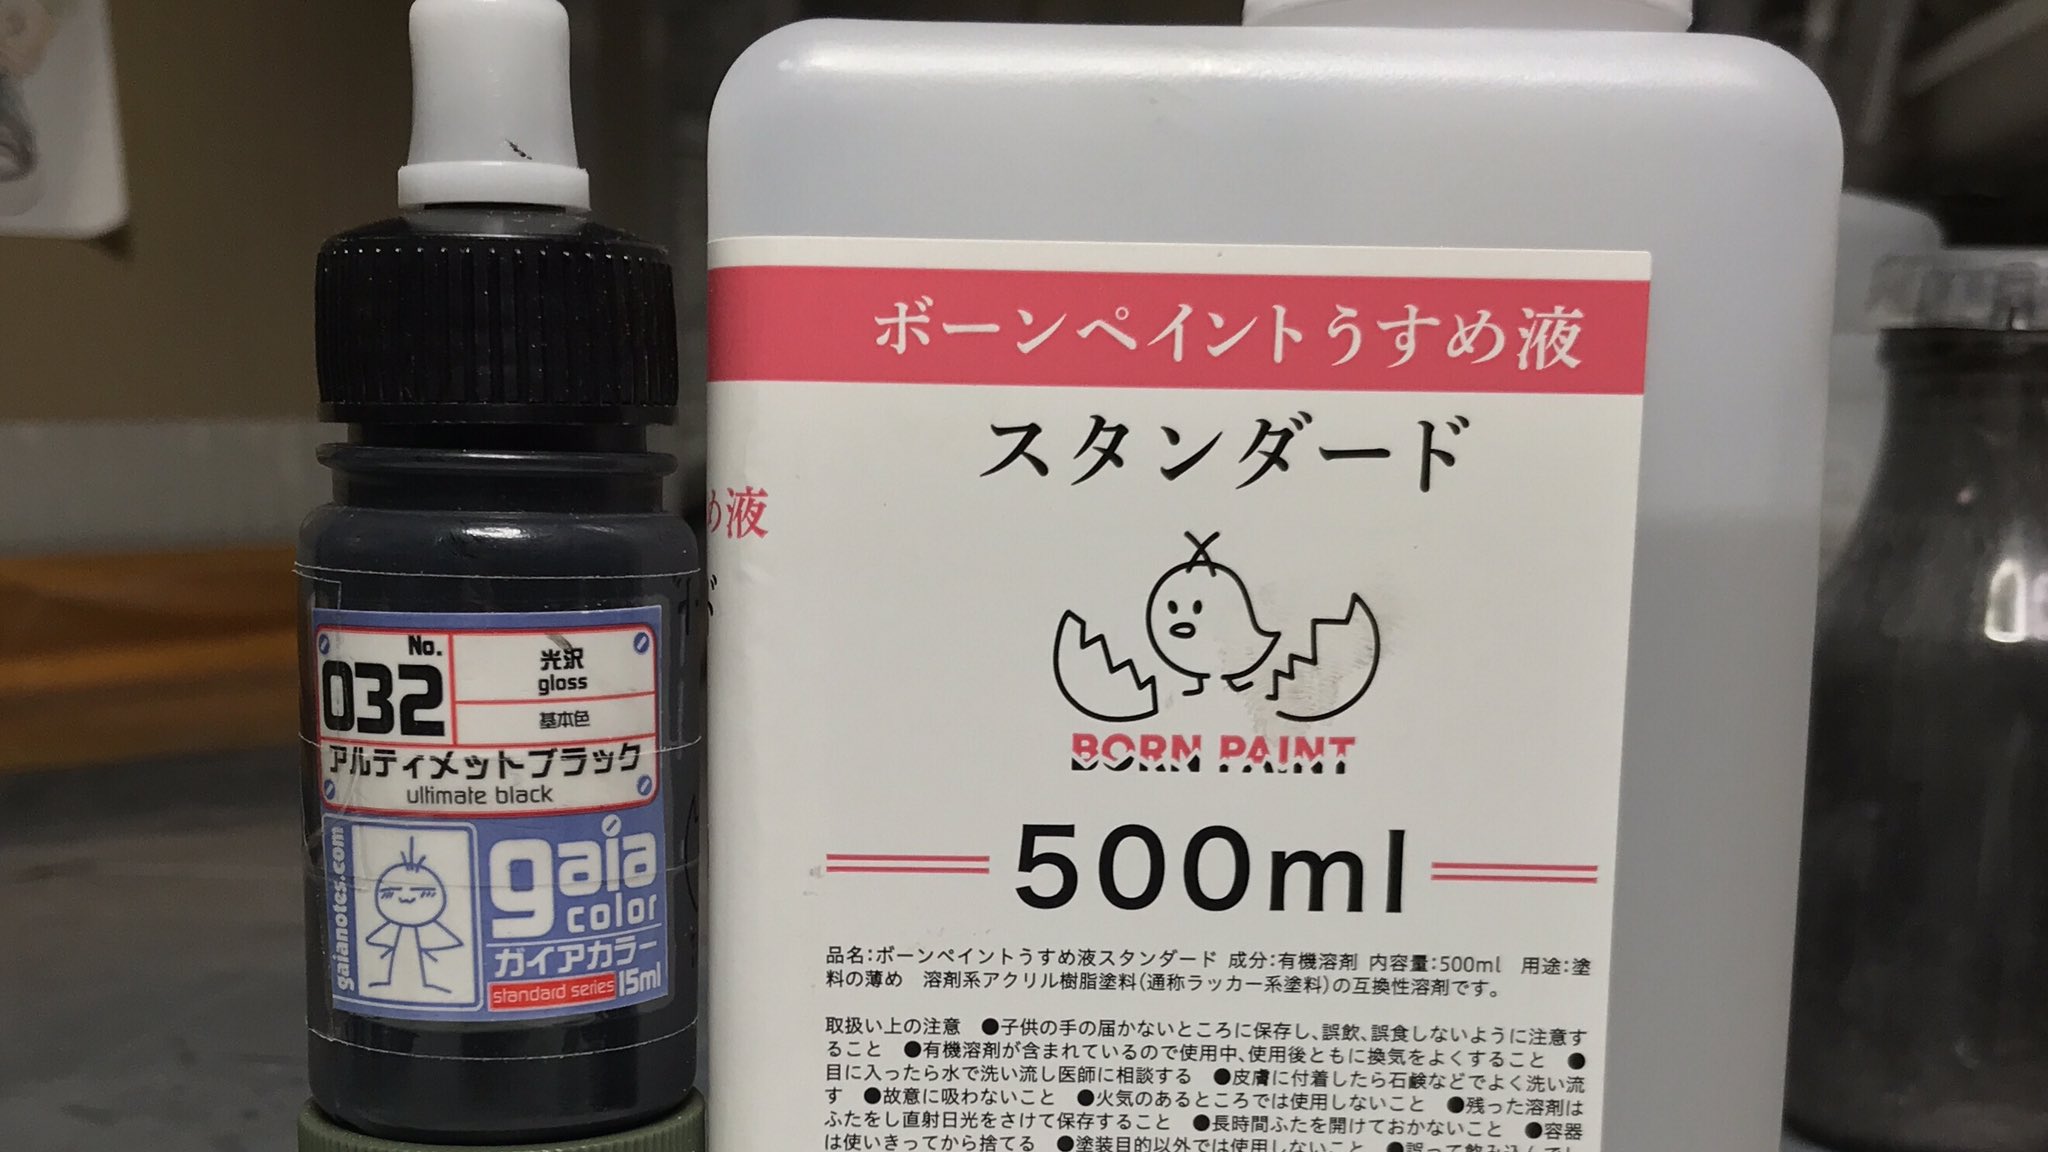 No.
032
光沢
gloss
基本色
アルティメットブラック
ultimate black
gaianotes.com
gaia
color
ガイアカラー
standard series 15ml
ボーンペイントうすめ液
スタンダード
め液
BORN PAINT
500ml
品名:ボーンペイントうすめ液スタンダード 成分:有機溶剤 内容量:500ml 用途:塗
料の薄め 溶剤系アクリル樹脂塗料(通称ラッカー系塗料)の互換性溶剤です。
取扱い上の注意 ●子供の手の届かないところに保存し、誤飲、誤食しないように注意す
ること ●有機溶剤が含まれているので使用中、使用後ともに換気をよくすること ●
目に入ったら水で洗い流し医師に相談する ●皮膚に付着したら石鹸などでよく洗い流
す ●故意に吸わないこと ●火気のあるところでは使用しないこと ●残った溶剤は
ふたをし直射日光をさけて保存すること ●長時間ふたを開けておかないこと ●容器
は使いきってから捨てる ●塗装目的以外では使用しないこと